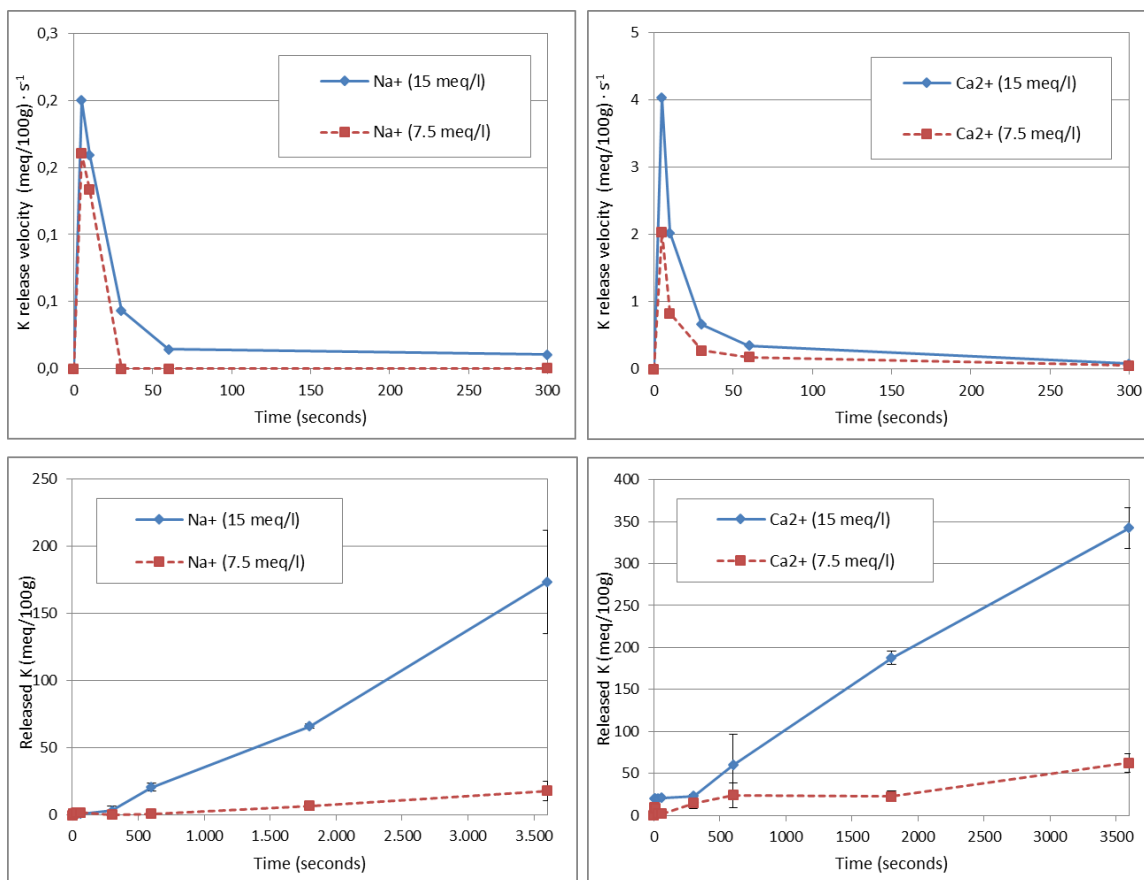 K release velocity (meq/100g) · s⁻¹
0,3
0,2
0,2
0,1
0,1
0,1
0,0
Na+ (15 meq/l)
Na+ (7.5 meq/l)
0 50 100 150 200 250 300
Time (seconds)
K release velocity (meq/100g) · s⁻¹
5
4
3
2
1
0
Ca2+ (15 meq/l)
Ca2+ (7.5 meq/l)
0 50 100 150 200 250 300
Time (seconds)
Released K (meq/100g)
250
200
150
100
50
0
Na+ (15 meq/l)
Na+ (7.5 meq/l)
0 500 1.000 1.500 2.000 2.500 3.000 3.500
Time (seconds)
Released K (meq/100g)
400
350
300
250
200
150
100
50
0
Ca2+ (15 meq/l)
Ca2+ (7.5 meq/l)
0 500 1000 1500 2000 2500 3000 3500
Time (seconds)